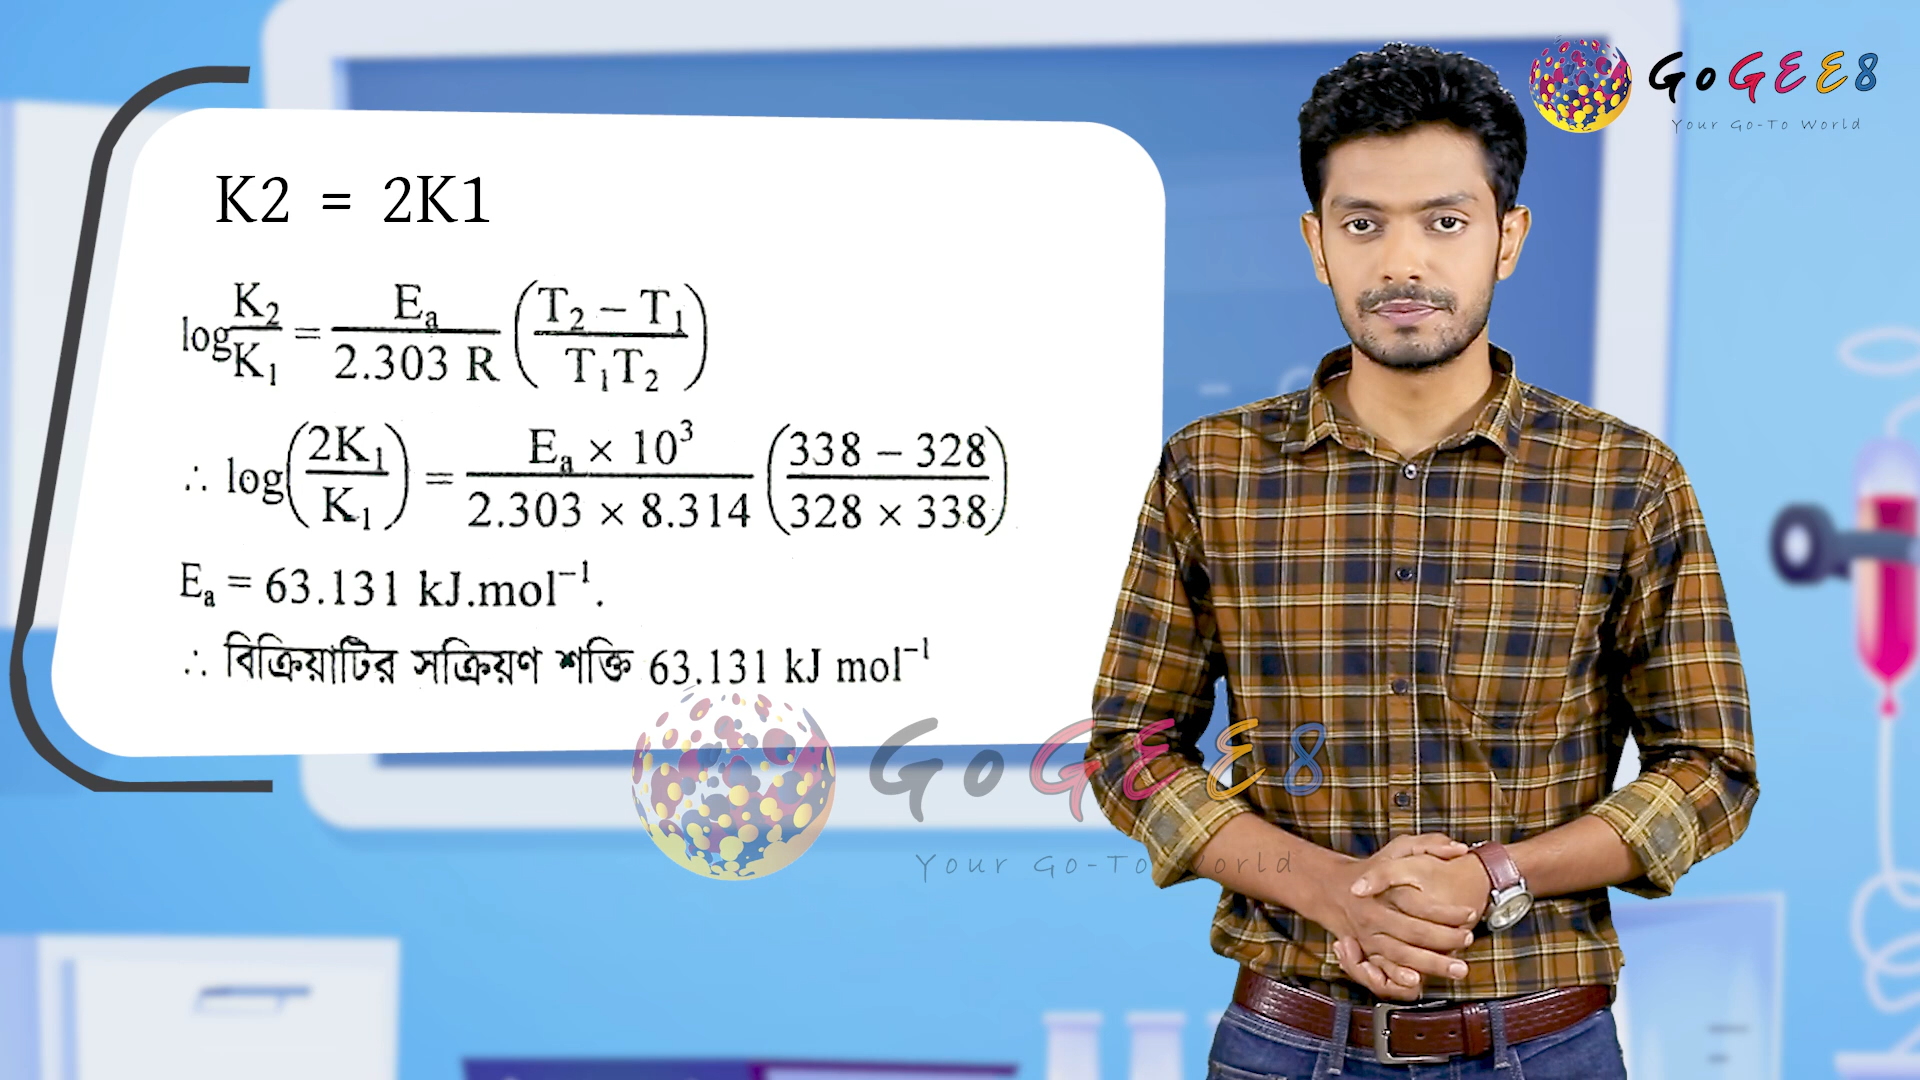 K2 = 2K1
log K₂/K₁ = Eₐ/2.303 R (T₂ – T₁/T₁T₂)
∴ log(2K₁/K₁) = Eₐ × 10³/2.303 × 8.314 (338 – 328/328 × 338)
Eₐ = 63.131 kJ.mol⁻¹.
∴ বিক্রিয়াটির সক্রিয়ণ শক্তি 63.131 kJ mol⁻¹
GoGEE8
Your Go-To World
GoGEE8
Your Go-To World